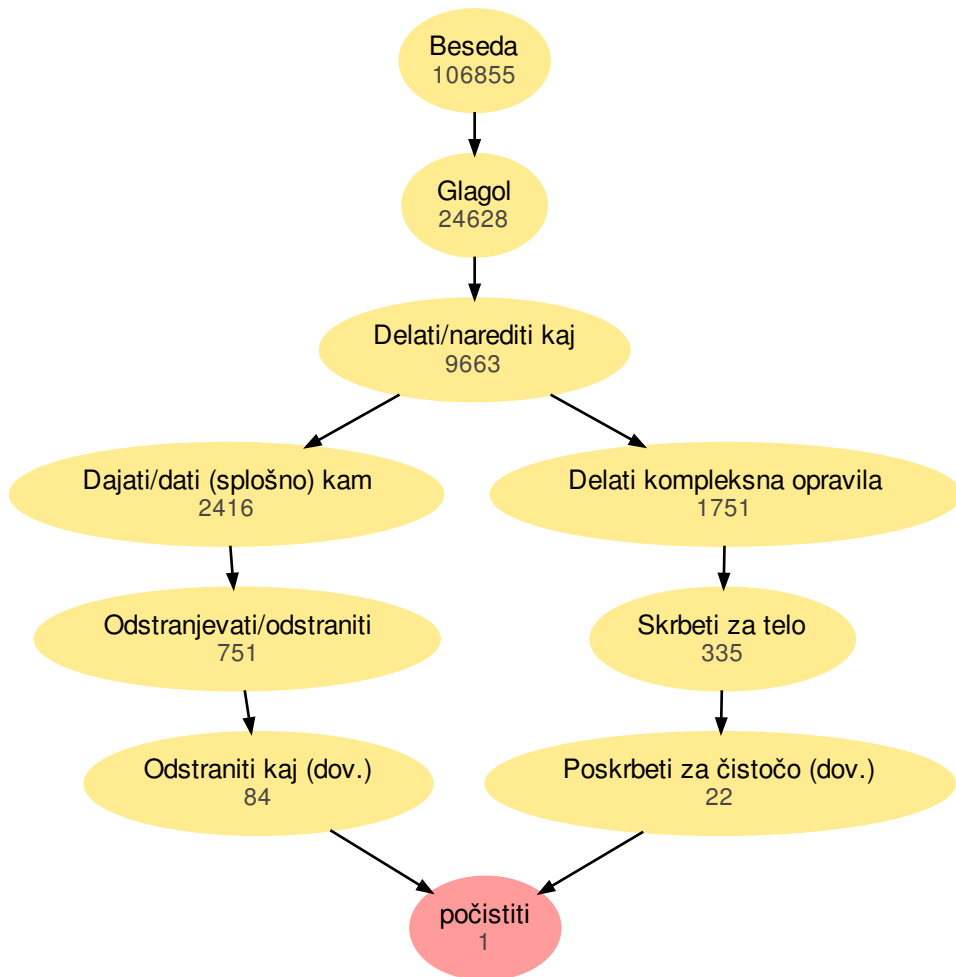 Beseda
106855
Glagol
24628
Delati/narediti kaj
9663
Dajati/dati (splošno) kam
2416
Delati kompleksna opravila
1751
Odstranjevati/odstraniti
751
Skrbeti za telo
335
Odstraniti kaj (dov.)
84
Poskrbeti za čistočo (dov.)
22
počistiti
1